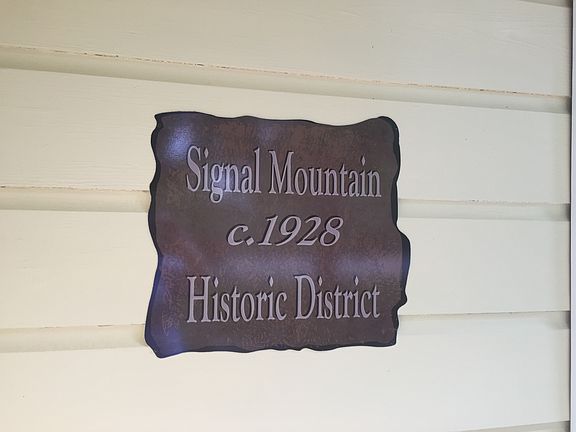 Signal Mountain
c.1928
Historic District